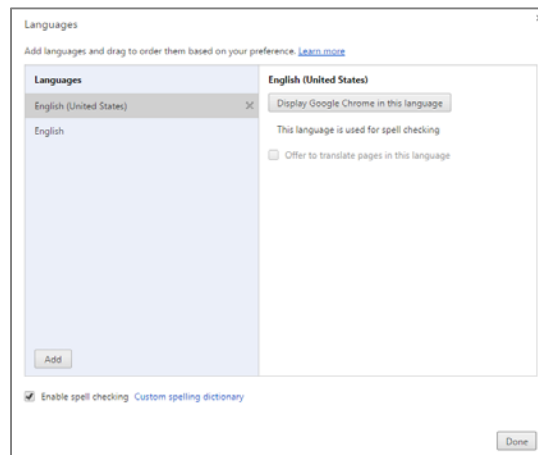 Languages
Add languages and drag to order them based on your preference. Learn more
Languages
English (United States)
English
Add
English (United States)
Display Google Chrome in this language
This language is used for spell checking
Offer to translate pages in this language
Enable spell checking Custom spelling dictionary
Done